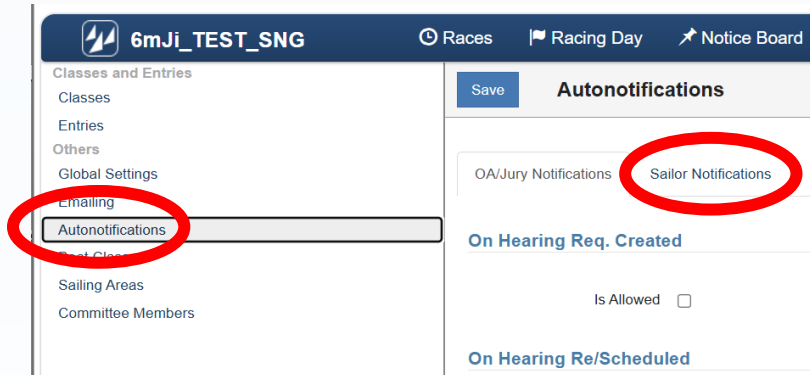 6mJi_TEST_SNG
Races
Racing Day
Notice Board
Classes and Entries
Classes
Entries
Others
Global Settings
Emailing
Autonotifications
Sailing Areas
Committee Members
Save
Autonotifications
OA/Jury Notifications
Sailor Notifications
On Hearing Req. Created
Is Allowed
On Hearing Re/Scheduled